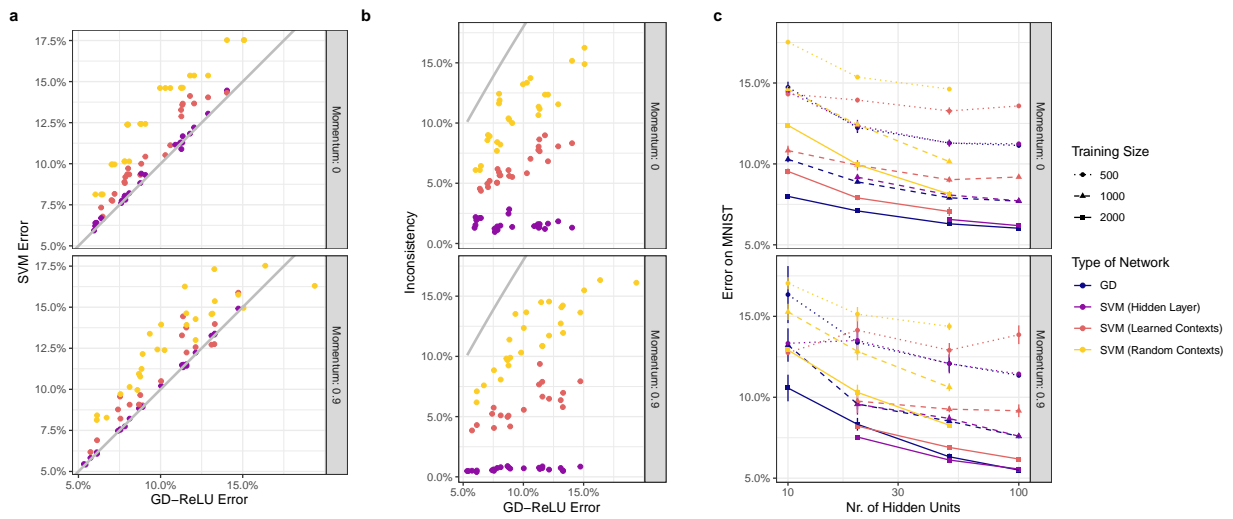 a
b
c
17.5%
15.0%
12.5%
10.0%
7.5%
5.0%
Momentum: 0
17.5%
15.0%
12.5%
10.0%
7.5%
5.0%
Momentum: 0.9
SVM Error
5.0%
10.0%
15.0%
GD−ReLU Error
15.0%
10.0%
5.0%
0.0%
Momentum: 0
15.0%
10.0%
5.0%
0.0%
Momentum: 0.9
Inconsistency
5.0%
10.0%
15.0%
GD−ReLU Error
15.0%
10.0%
5.0%
Momentum: 0
15.0%
10.0%
5.0%
Momentum: 0.9
Error on MNIST
10
30
100
Nr. of Hidden Units
Training Size
500
1000
2000
Type of Network
GD
SVM (Hidden Layer)
SVM (Learned Contexts)
SVM (Random Contexts)